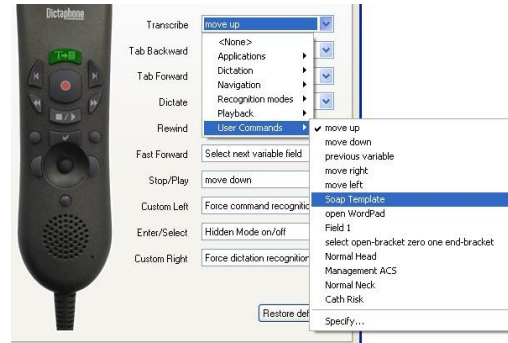 Dictaphone
Transcribe
move up
Tab Backward
Tab Forward
Dictate
Rewind
Fast Forward
Select next variable field
Stop/Play
move down
Custom Left
Force command recognitio
Enter/Select
Hidden Mode on/off
Custom Right
Force dictation recognition
Restore def
<None>
Applications
Dictation
Navigation
Recognition modes
Playback
User Commands
move up
move down
previous variable
move right
move left
Soap Template
open WordPad
Field 1
select open-bracket zero one end-bracket
Normal Head
Management ACS
Normal Neck
Cath Risk
Specify...